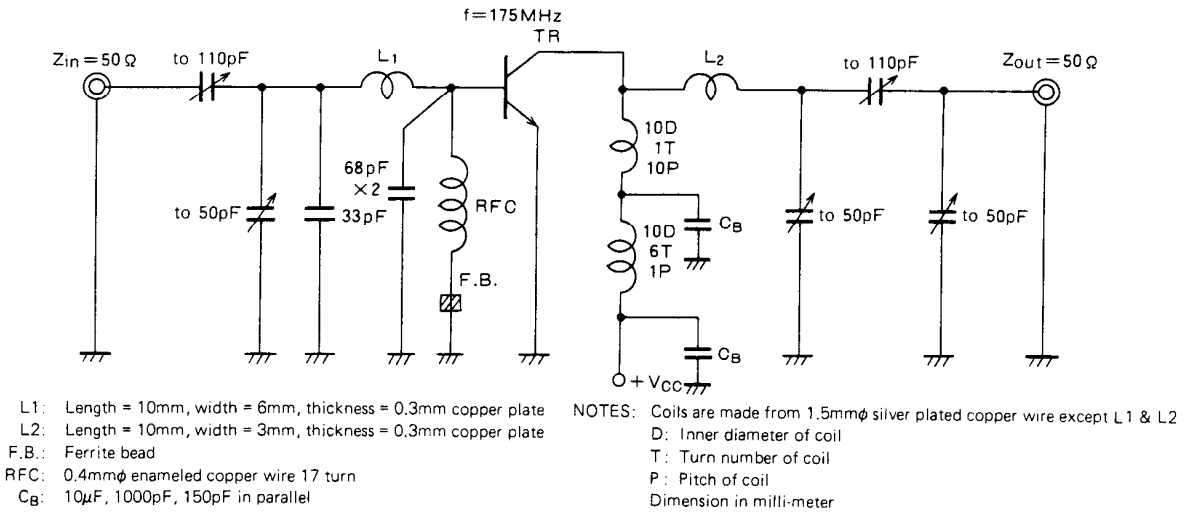 f=175MHz
TR
Zin=50Ω
to 110pF
L1
L2
to 110pF
Zout=50Ω
10D
1T
10P
68pF
×2
to 50pF
33pF
RFC
CB
to 50pF
to 50pF
10D
6T
1P
F.B.
CB
+VCC
L1: Length = 10mm, width = 6mm, thickness = 0.3mm copper plate
L2: Length = 10mm, width = 3mm, thickness = 0.3mm copper plate
F.B.: Ferrite bead
RFC: 0.4mmφ enameled copper wire 17 turn
CB: 10µF, 1000pF, 150pF in parallel
NOTES: Coils are made from 1.5mmφ silver plated copper wire except L1 & L2
D: Inner diameter of coil
T: Turn number of coil
P: Pitch of coil
Dimension in milli-meter